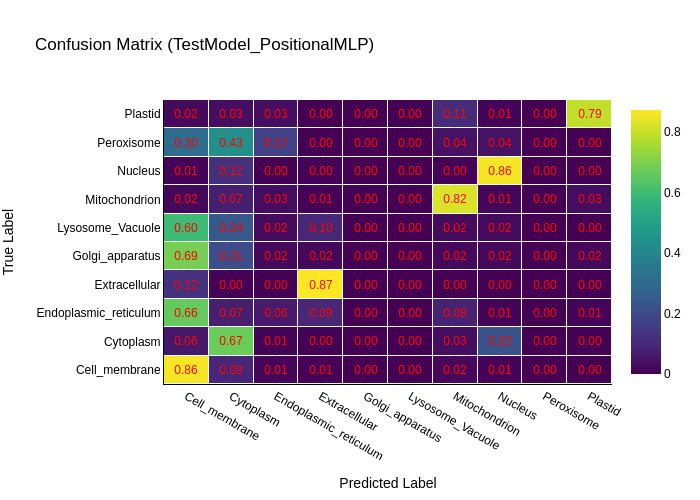 Confusion Matrix (TestModel_PositionalMLP)
True Label
Plastid 0.02 0.03 0.03 0.00 0.00 0.00 0.11 0.01 0.00 0.79
Peroxisome 0.30 0.43 0.17 0.00 0.00 0.00 0.04 0.04 0.00 0.00
Nucleus 0.01 0.12 0.00 0.00 0.00 0.00 0.00 0.86 0.00 0.00
Mitochondrion 0.02 0.07 0.03 0.01 0.00 0.00 0.82 0.01 0.00 0.03
Lysosome_Vacuole 0.60 0.24 0.02 0.10 0.00 0.00 0.02 0.02 0.00 0.00
Golgi_apparatus 0.69 0.21 0.02 0.02 0.00 0.00 0.02 0.02 0.00 0.02
Extracellular 0.12 0.00 0.00 0.87 0.00 0.00 0.00 0.00 0.00 0.00
Endoplasmic_reticulum 0.66 0.07 0.06 0.09 0.00 0.00 0.08 0.01 0.00 0.01
Cytoplasm 0.06 0.67 0.01 0.00 0.00 0.00 0.03 0.22 0.00 0.00
Cell_membrane 0.86 0.09 0.01 0.01 0.00 0.00 0.02 0.01 0.00 0.00
Cell_membrane
Cytoplasm
Endoplasmic_reticulum
Extracellular
Golgi_apparatus
Lysosome_Vacuole
Mitochondrion
Nucleus
Peroxisome
Plastid
Predicted Label
0.8
0.6
0.4
0.2
0